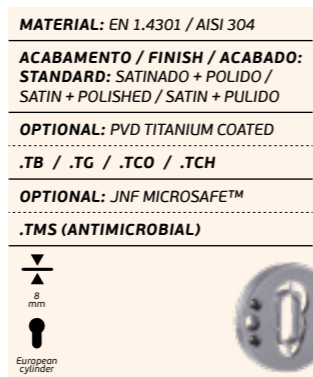 MATERIAL: EN 1.4301 / AISI 304
ACABAMENTO / FINISH / ACABADO:
STANDARD: SATINADO + POLIDO /
SATIN + POLISHED / SATIN + PULIDO
OPTIONAL: PVD TITANIUM COATED
.TB / .TG / .TCO / .TCH
OPTIONAL: JNF MICROSAFE™
.TMS (ANTIMICROBIAL)
8
mm
European
cylinder